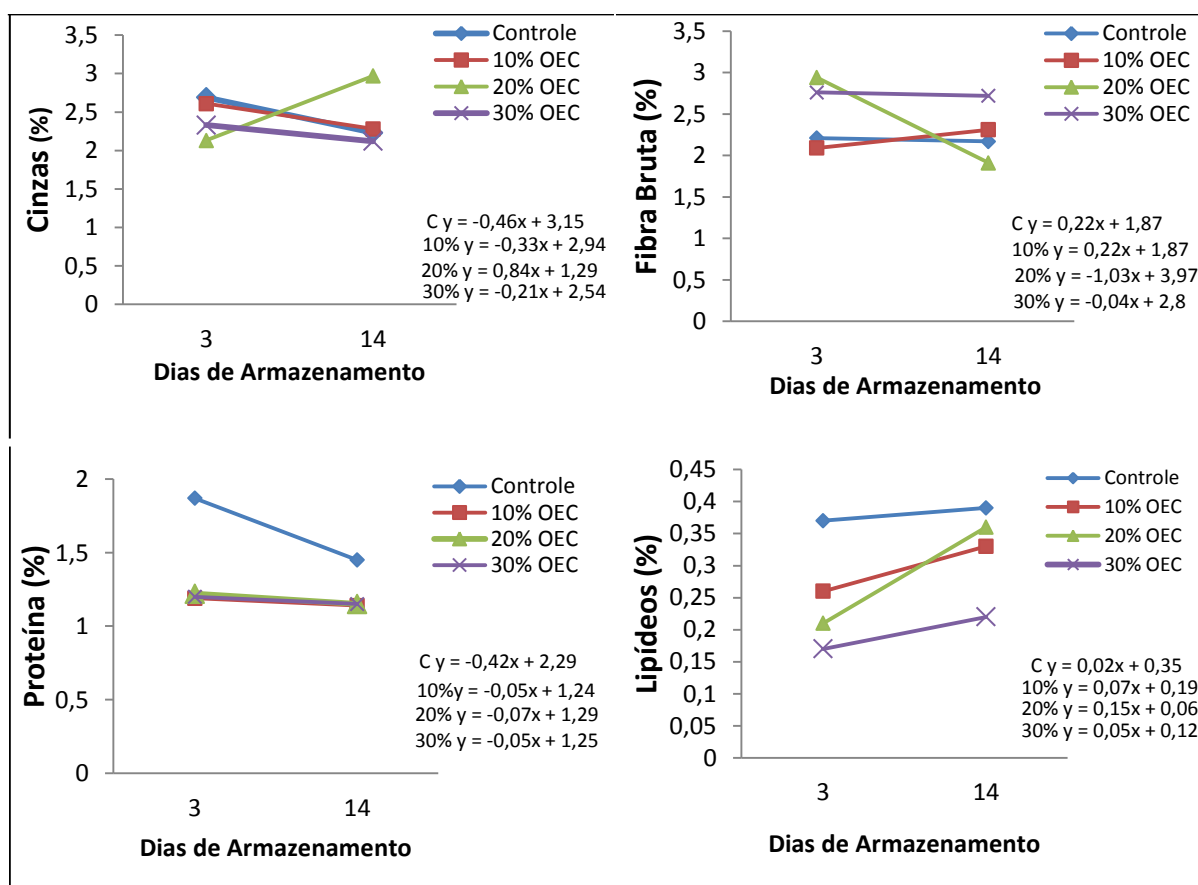 3,5
3
2,5
2
1,5
1
0,5
0
Cinzas (%)
3
14
Dias de Armazenamento
Controle
10% OEC
20% OEC
30% OEC
C y = -0,46x + 3,15
10% y = -0,33x + 2,94
20% y = 0,84x + 1,29
30% y = -0,21x + 2,54
3,5
3
2,5
2
1,5
1
0,5
0
Fibra Bruta (%)
3
14
Dias de Armazenamento
Controle
10% OEC
20% OEC
30% OEC
C y = 0,22x + 1,87
10% y = 0,22x + 1,87
20% y = -1,03x + 3,97
30% y = -0,04x + 2,8
2
1,5
1
0,5
0
Proteína (%)
3
14
Dias de Armazenamento
Controle
10% OEC
20% OEC
30% OEC
C y = -0,42x + 2,29
10%y = -0,05x + 1,24
20% y = -0,07x + 1,29
30% y = -0,05x + 1,25
0,45
0,4
0,35
0,3
0,25
0,2
0,15
0,1
0,05
0
Lipídeos (%)
3
14
Dias de Armazenamento
Controle
10% OEC
20% OEC
30% OEC
C y = 0,02x + 0,35
10% y = 0,07x + 0,19
20% y = 0,15x + 0,06
30% y = 0,05x + 0,12